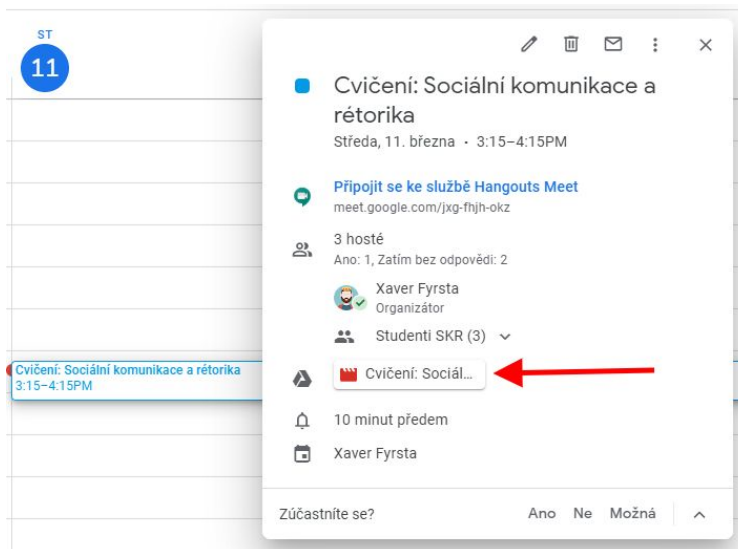 ST
11
Cvičení: Sociální komunikace a
rétorika
Středa, 11. března • 3:15–4:15PM
Připojit se ke službě Hangouts Meet
meet.google.com/jxg-fhjh-okz
3 hosté
Ano: 1, Zatím bez odpovědi: 2
Xaver Fyrsta
Organizátor
Studenti SKR (3)
Cvičení: Sociální komunikace a rétorika
3:15–4:15PM
Cvičení: Sociál...
10 minut předem
Xaver Fyrsta
Zúčastníte se?
Ano Ne Možná